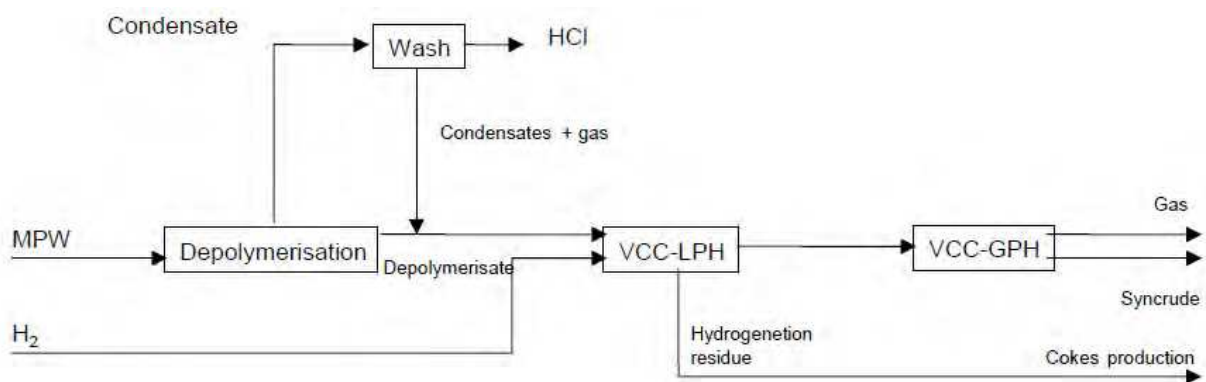 Condensate
Wash
HCl
Condensates + gas
MPW
Depolymerisation
Depolymerisate
VCC-LPH
VCC-GPH
Gas
Syncrude
H2
Hydrogenetion
residue
Cokes production